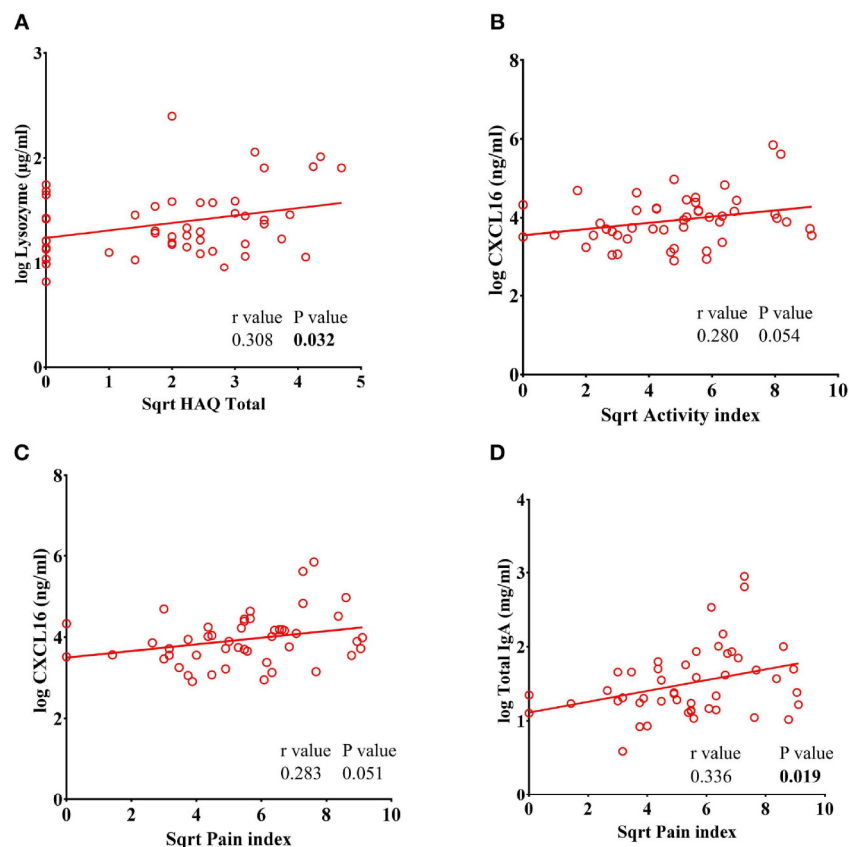 A
log Lysozyme (µg/ml)
3
2
1
0
r value P value
0.308 0.032
0 1 2 3 4 5
Sqrt HAQ Total
B
log CXCL16 (ng/ml)
8
6
4
2
0
r value P value
0.280 0.054
0 2 4 6 8 10
Sqrt Activity index
C
log CXCL16 (ng/ml)
8
6
4
2
0
r value P value
0.283 0.051
0 2 4 6 8 10
Sqrt Pain index
D
log Total IgA (mg/ml)
4
3
2
1
0
r value P value
0.336 0.019
0 2 4 6 8 10
Sqrt Pain index